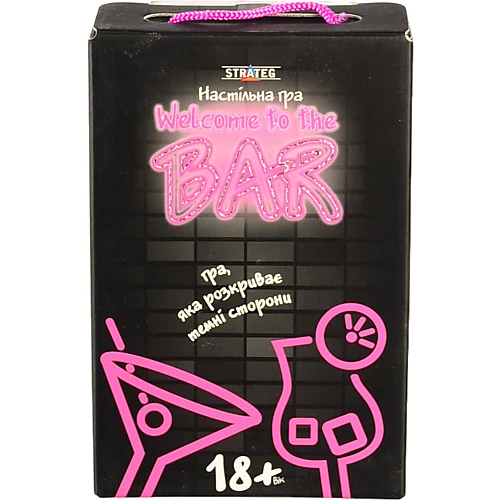 STRATEG
Настільна гра
Welcome to the
BAR
гра,
яка розкриває
темні сторони
18+ Вік